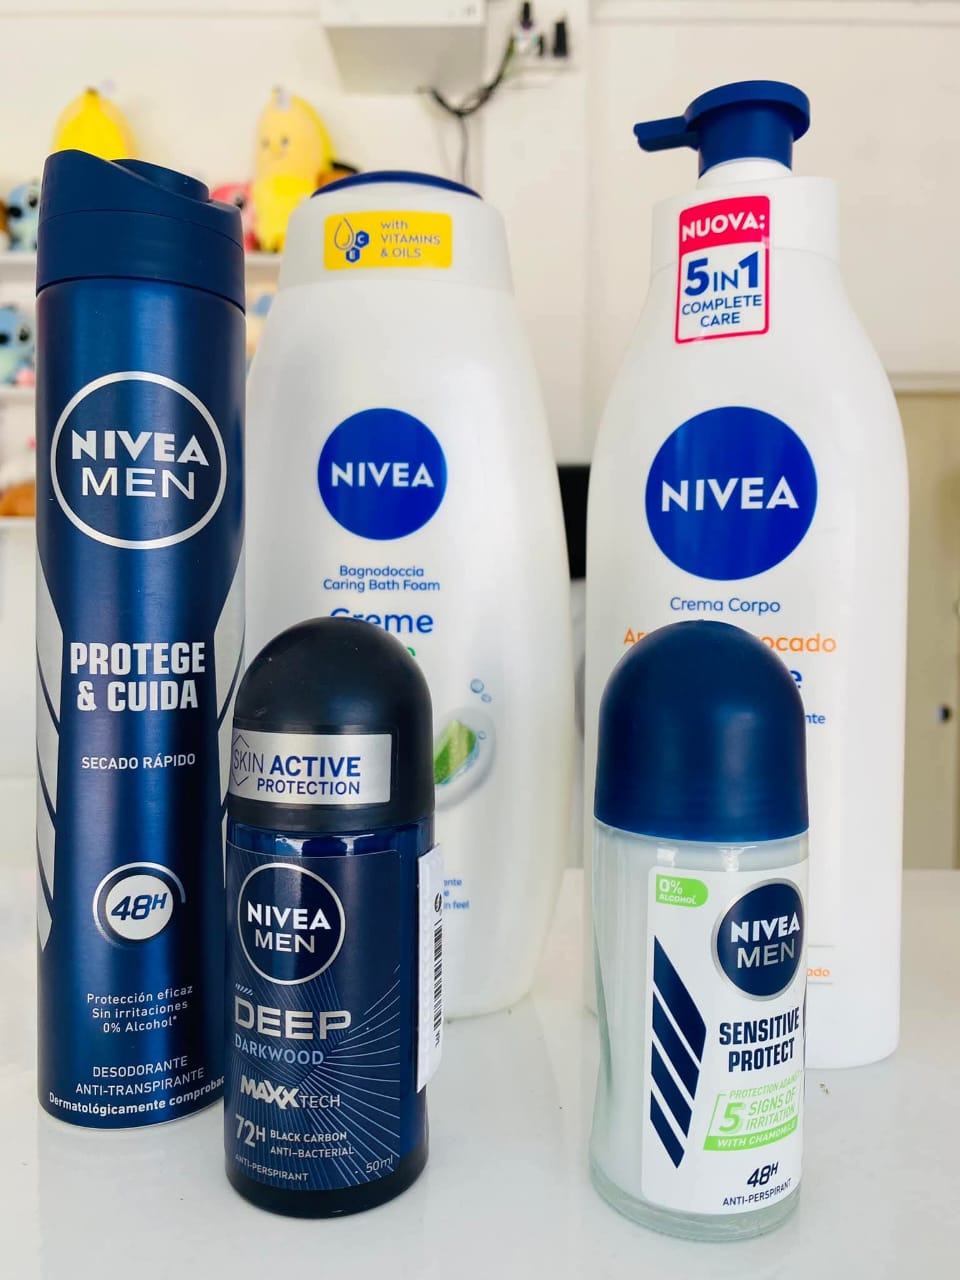 NIVEA
MEN
PROTEGE
& CUIDA
SECADO RÁPIDO
48H
Protección eficaz
Sin irritaciones
0% Alcohol*
DESODORANTE
ANTI-TRANSPIRANTE
Dermatológicamente
with
VITAMINS
& OILS
C
E
NIVEA
Bagnodoccia
Caring Bath Foam
Creme
feel
NUOVA:
5IN1
COMPLETE
CARE
NIVEA
Crema Corpo
SKIN ACTIVE
PROTECTION
NIVEA
MEN
DEEP
DARKWOOD
MAXXTECH
72H BLACK CARBON
ANTI-BACTERIAL
ANTI-PERSPIRANT
50ml
0%
ALCOHOL
NIVEA
MEN
SENSITIVE
PROTECT
PROTECTION AGAINST
5 SIGNS OF
IRRITATION
WITH CHAMOMILE
48H
ANTI-PERSPIRANT